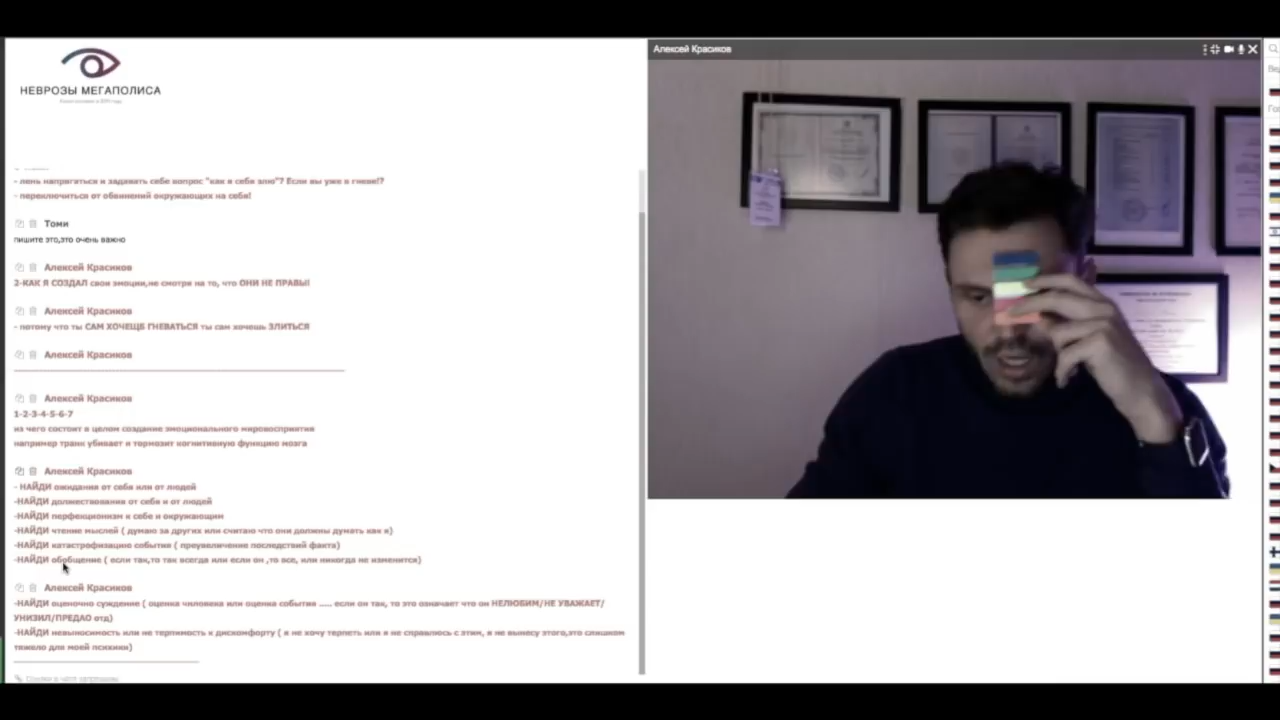 НЕВРОЗЫ МЕГАПОЛИСА
- лень напрягаться и задавать себе вопрос "как я себя злю"? Если вы уже в гневе!?
- переключиться от обвинений окружающих на себя!
Томи
пишите это,это очень важно
Алексей Красиков
2-КАК Я СОЗДАЛ свои эмоции,не смотря на то, что ОНИ НЕ ПРАВЫ!
Алексей Красиков
- потому что ты САМ ХОЧЕЩЬ ГНЕВАТЬСЯ ты сам хочешь ЗЛИТЬСЯ
Алексей Красиков
Алексей Красиков
1-2-3-4-5-6-7
из чего состоит в целом создание эмоционального мировосприятия
например транк убивает и тормозит когнитивную функцию мозга
Алексей Красиков
- НАЙДИ ожидания от себя или от людей
-НАЙДИ долженствования от себя и от людей
-НАЙДИ перфекционизм к себе и окружающим
-НАЙДИ чтение мыслей ( думаю за других или считаю что они должны думать как я)
-НАЙДИ катастрофизацию события ( преувеличение последствий факта)
-НАЙДИ обобщение ( если так,то так всегда или если он ,то все, или никогда не изменится)
Алексей Красиков
-НАЙДИ оценочно суждение ( оценка человека или оценка события ..... если он так, то это означает что он НЕЛЮБИМ/НЕ УВАЖАЕТ/
УНИЗИЛ/ПРЕДАО отд)
-НАЙДИ невыносимость или не терпимость к дискомфорту ( я не хочу терпеть или я не справлюсь с этим, я не вынесу этого,это слишком
тяжело для моей психики)
Ссылки в чате запрещены
Алексей Красиков